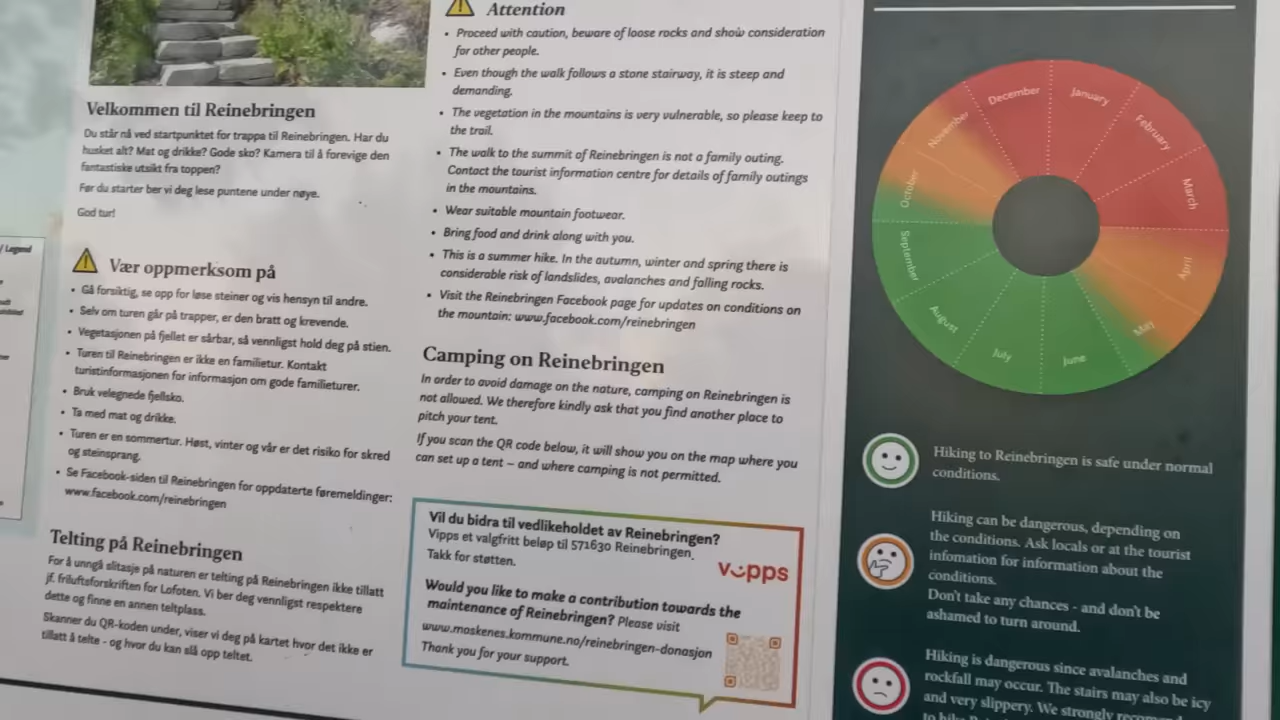 Velkommen til Reinebringen
Du står nå ved startpunktet for trappa til Reinebringen. Har du
husket alt? Mat og drikke? Gode sko? Kamera til å forevige den
fantastiske utsikt fra toppen?
Før du starter ber vi deg lese puntene under nøye.
God tur!
Vær oppmerksom på
• Gå forsiktig, se opp for løse steiner og vis hensyn til andre.
• Selv om turen går på trapper, er den bratt og krevende.
• Vegetasjonen på fjellet er sårbar, så vennligst hold deg på stien.
• Turen til Reinebringen er ikke en familietur. Kontakt
turistinformasjonen for informasjon om gode familieturer.
• Bruk velegnede fjellsko.
• Ta med mat og drikke.
• Turen er en sommertur. Høst, vinter og vår er det risiko for skred
og steinsprang.
• Se Facebook-siden til Reinebringen for oppdaterte føremeldinger:
www.facebook.com/reinebringen
Telting på Reinebringen
For å unngå slitasje på naturen er telting på Reinebringen ikke tillatt
jf. friluftsforskriften for Lofoten. Vi ber deg vennligst respektere
dette og finne en annen teltplass.
Skanner du QR-koden under, viser vi deg på kartet hvor det ikke er
tillatt å telte - og hvor du kan slå opp teltet.
Attention
• Proceed with caution, beware of loose rocks and show consideration
for other people.
• Even though the walk follows a stone stairway, it is steep and
demanding.
• The vegetation in the mountains is very vulnerable, so please keep to
the trail.
• The walk to the summit of Reinebringen is not a family outing.
Contact the tourist information centre for details of family outings
in the mountains.
• Wear suitable mountain footwear.
• Bring food and drink along with you.
• This is a summer hike. In the autumn, winter and spring there is
considerable risk of landslides, avalanches and falling rocks.
• Visit the Reinebringen Facebook page for updates on conditions on
the mountain: www.facebook.com/reinebringen
Camping on Reinebringen
In order to avoid damage on the nature, camping on Reinebringen is
not allowed. We therefore kindly ask that you find another place to
pitch your tent.
If you scan the QR code below, it will show you on the map where you
can set up a tent – and where camping is not permitted.
Vil du bidra til vedlikeholdet av Reinebringen?
Vipps et valgfritt beløp til 571630 Reinebringen.
Takk for støtten.
vipps
Would you like to make a contribution towards the
maintenance of Reinebringen? Please visit
www.moskenes.kommune.no/reinebringen-donasjon
Thank you for your support.
/ Legend
January
February
March
April
Mai
June
July
August
September
October
November
December
Hiking to Reinebringen is safe under normal
conditions.
Hiking can be dangerous, depending on
the conditions. Ask locals or at the tourist
infomation for information about the
conditions.
Don't take any chances - and don't be
ashamed to turn around.
Hiking is dangerous since avalanches and
rockfall may occur. The stairs may also be icy
and very slippery. We strongly